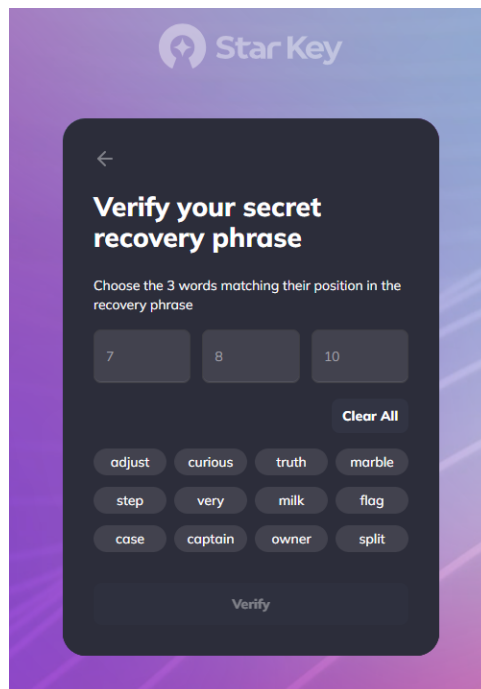 Star Key
Verify your secret
recovery phrase
Choose the 3 words matching their position in the
recovery phrase
7 8 10
Clear All
adjust curious truth marble
step very milk flag
case captain owner split
Verify